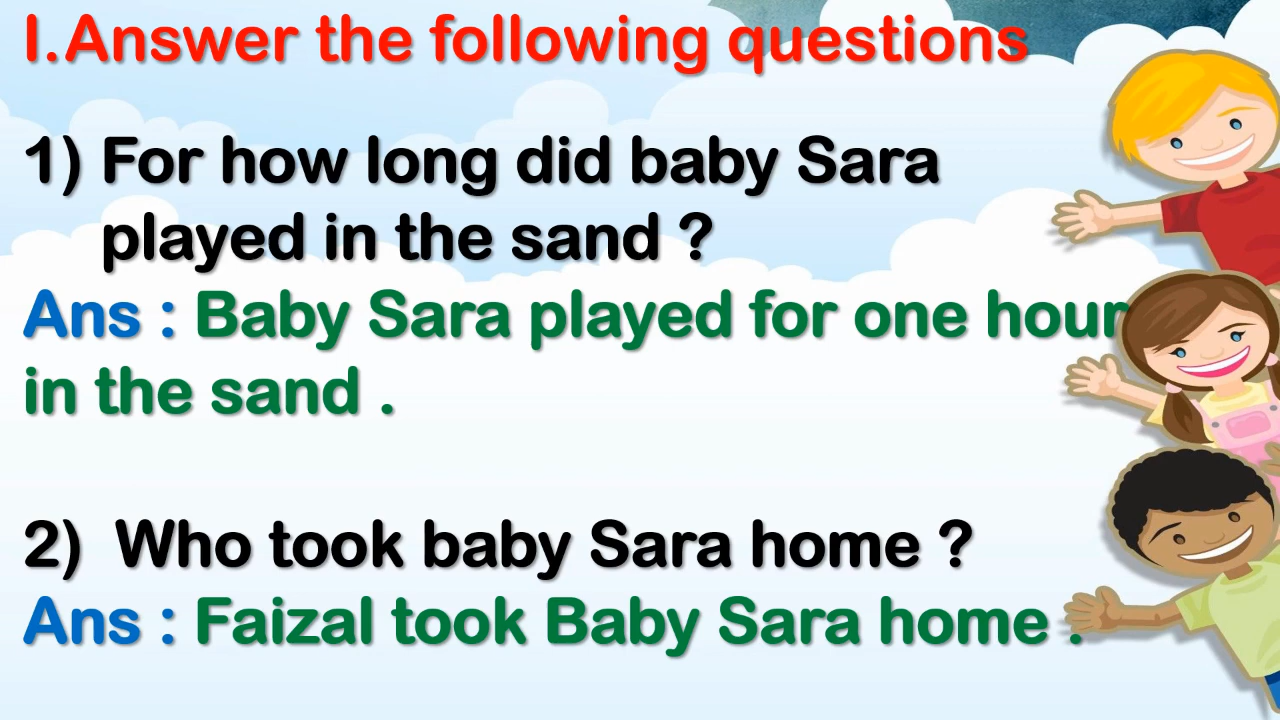 I.Answer the following questions
1) For how long did baby Sara
played in the sand ?
Ans : Baby Sara played for one hour
in the sand .
2) Who took baby Sara home ?
Ans : Faizal took Baby Sara home .